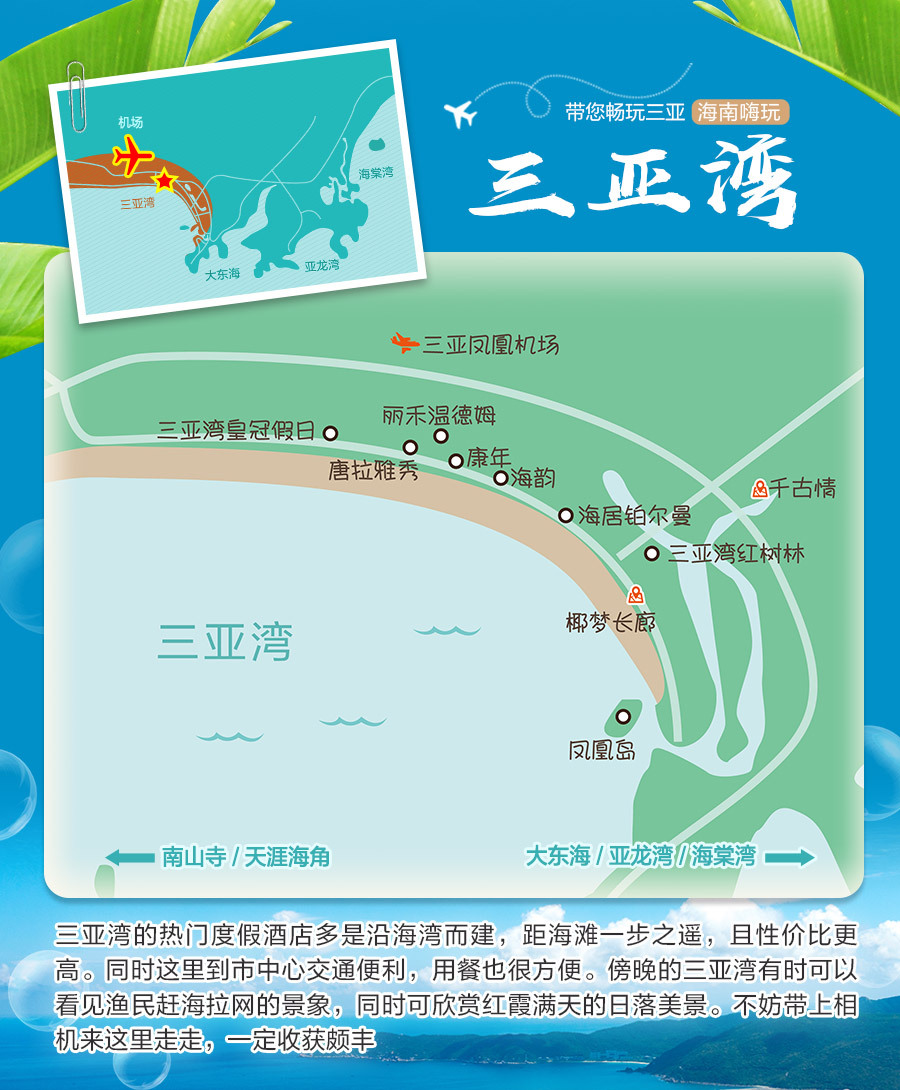 带您畅玩三亚 海南嗨玩
三亚湾
机场
三亚湾
海棠湾
大东海
亚龙湾
三亚凤凰机场
丽禾温德姆
三亚湾皇冠假日
康年
唐拉雅秀
海韵
千古情
海居铂尔曼
三亚湾红树林
椰梦长廊
三亚湾
凤凰岛
南山寺 / 天涯海角
大东海 / 亚龙湾 / 海棠湾
三亚湾的热门度假酒店多是沿海湾而建，距海滩一步之遥，且性价比更
高。同时这里到市中心交通便利，用餐也很方便。傍晚的三亚湾有时可以
看见渔民赶海拉网的景象，同时可欣赏红霞满天的日落美景。不妨带上相
机来这里走走，一定收获颇丰